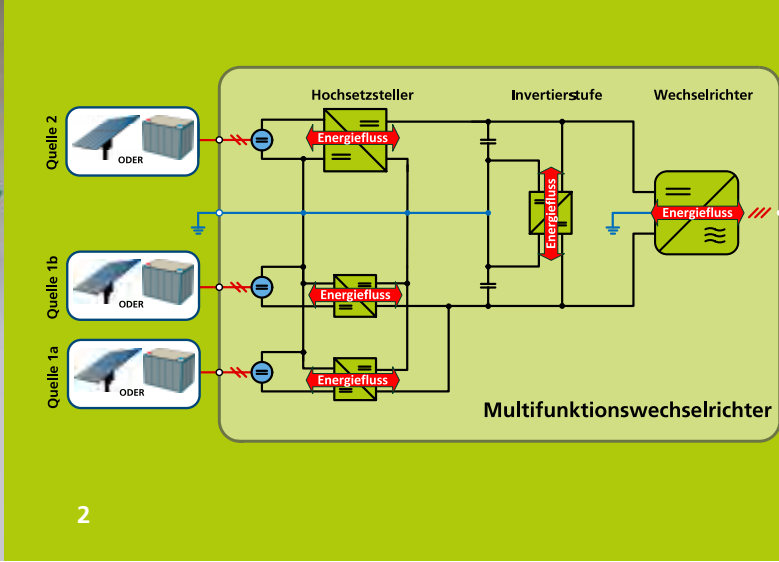 Hochsetzsteller
Invertierstufe
Wechselrichter
Quelle 2
ODER
Energiefluss
Energiefluss
Energiefluss
Quelle 1b
ODER
Energiefluss
Quelle 1a
ODER
Energiefluss
Multifunktionswechselrichter
2